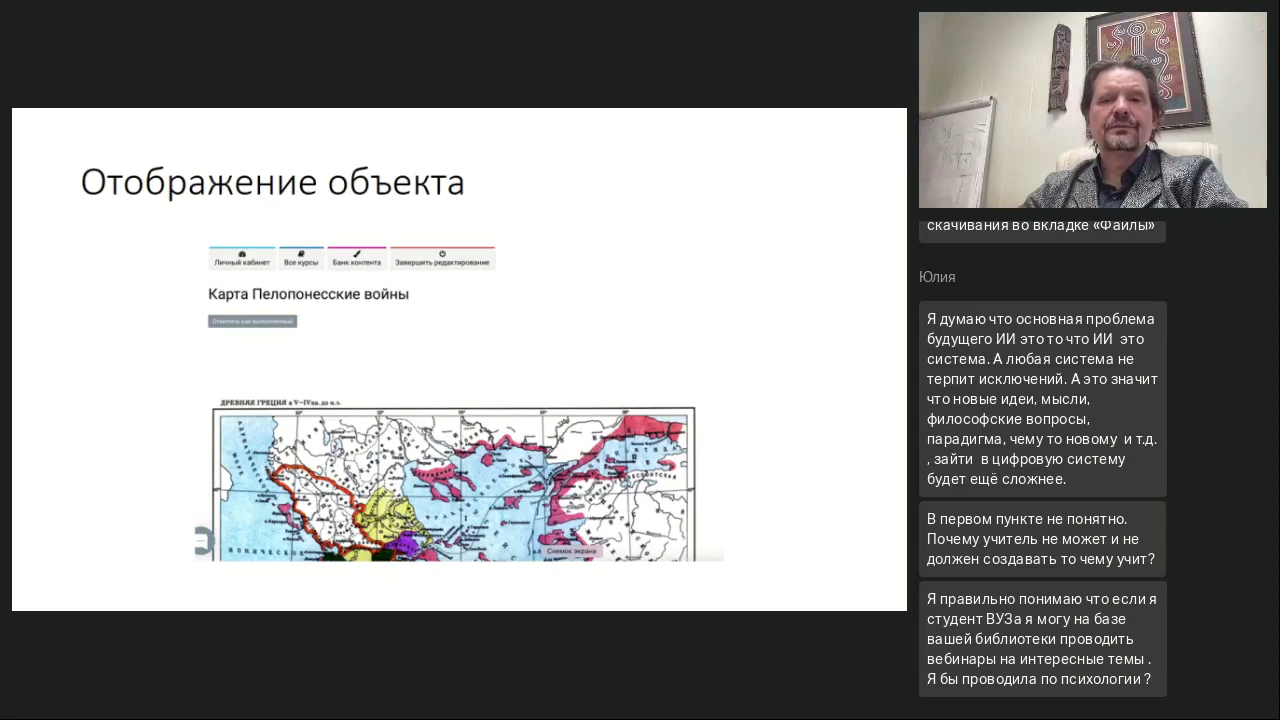 Отображение объекта
Личный кабинет
Все курсы
Банк контента
Завершить редактирование
Карта Пелопонесские войны
Отметить как выполненный
ДРЕВНЯЯ ГРЕЦИЯ в V–IVвв. до н.э.
ИОНИЧЕСКОЕ
Снимок экрана
скачивания во вкладке «Файлы»
Юлия
Я думаю что основная проблема
будущего ИИ это то что ИИ это
система. А любая система не
терпит исключений. А это значит
что новые идеи, мысли,
философские вопросы,
парадигма, чему то новому и т.д.
, зайти в цифровую систему
будет ещё сложнее.
В первом пункте не понятно.
Почему учитель не может и не
должен создавать то чему учит?
Я правильно понимаю что если я
студент ВУЗа я могу на базе
вашей библиотеки проводить
вебинары на интересные темы .
Я бы проводила по психологии ?